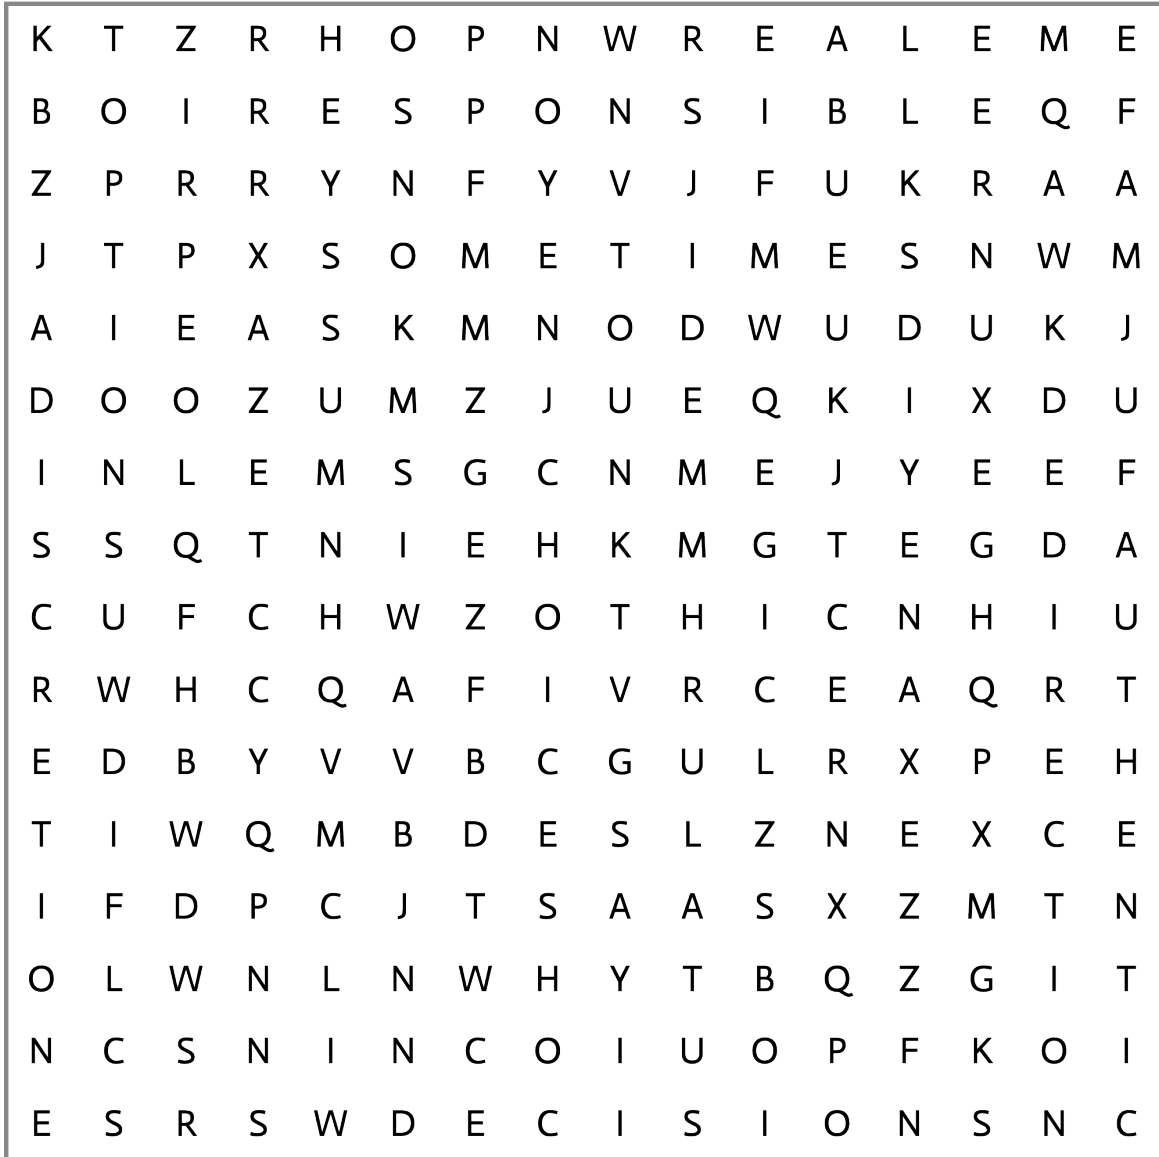 K T Z R H O P N W R E A L E M E
B O I R E S P O N S I B L E Q F
Z P R R Y N F Y V J F U K R A A
J T P X S O M E T I M E S N W M
A I E A S K M N O D W U D U K J
D O O Z U M Z J U E Q K I X D U
I N L E M S G C N M E J Y E E F
S S Q T N I E H K M G T E G D A
C U F C H W Z O T H I C N H I U
R W H C Q A F I V R C E A Q R T
E D B Y V V B C G U L R X P E H
T I W Q M B D E S L Z N E X C E
I F D P C J T S A A S X Z M T N
O L W N L N W H Y T B Q Z G I T
N C S N I N C O I U O P F K O I
E S R S W D E C I S I O N S N C